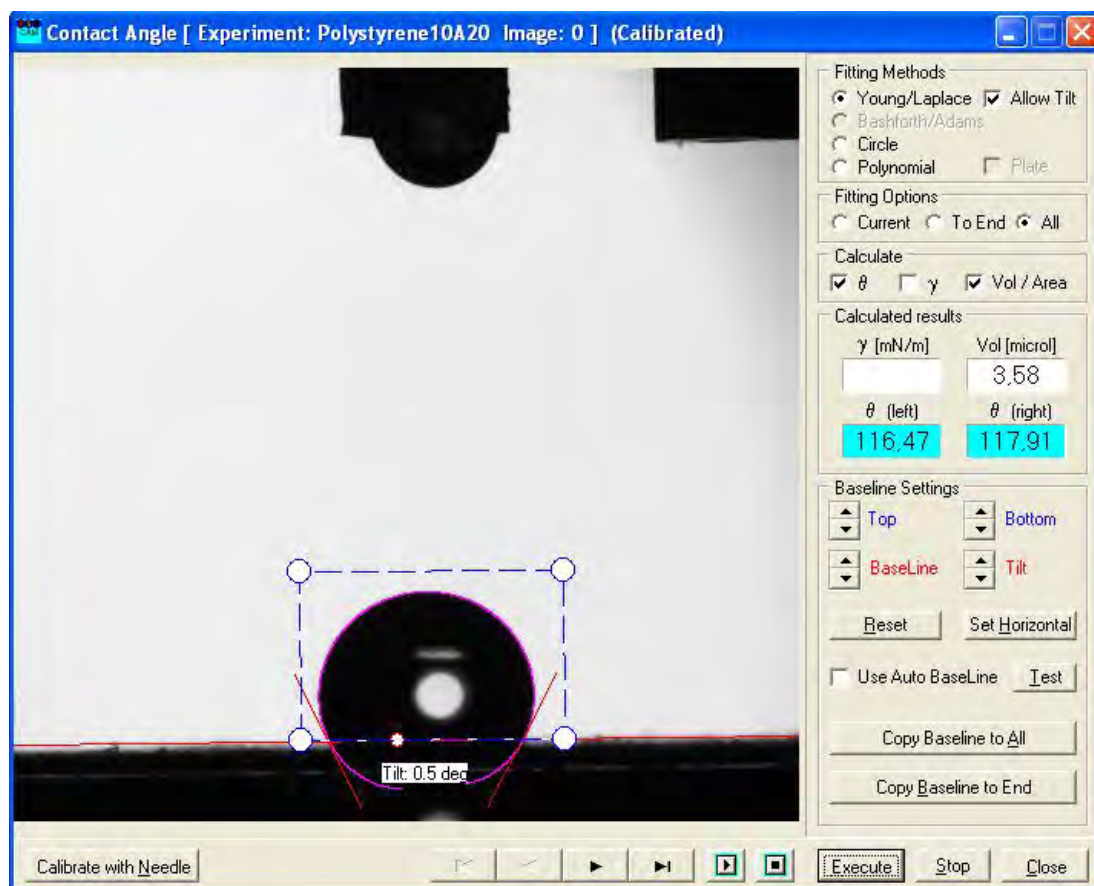 Contact Angle [ Experiment: Polystyrene10A20 Image: 0 ] (Calibrated)
Fitting Methods
Young/Laplace Allow Tilt
Bashforth/Adams
Circle
Polynomial Plate
Fitting Options
Current To End All
Calculate
θ γ Vol / Area
Calculated results
γ [mN/m] Vol [microl]
3,58
θ (left) θ (right)
116,47 117,91
Baseline Settings
Top Bottom
BaseLine Tilt
Reset Set Horizontal
Use Auto BaseLine Test
Copy Baseline to All
Copy Baseline to End
Tilt: 0.5 deg
Calibrate with Needle Execute Stop Close